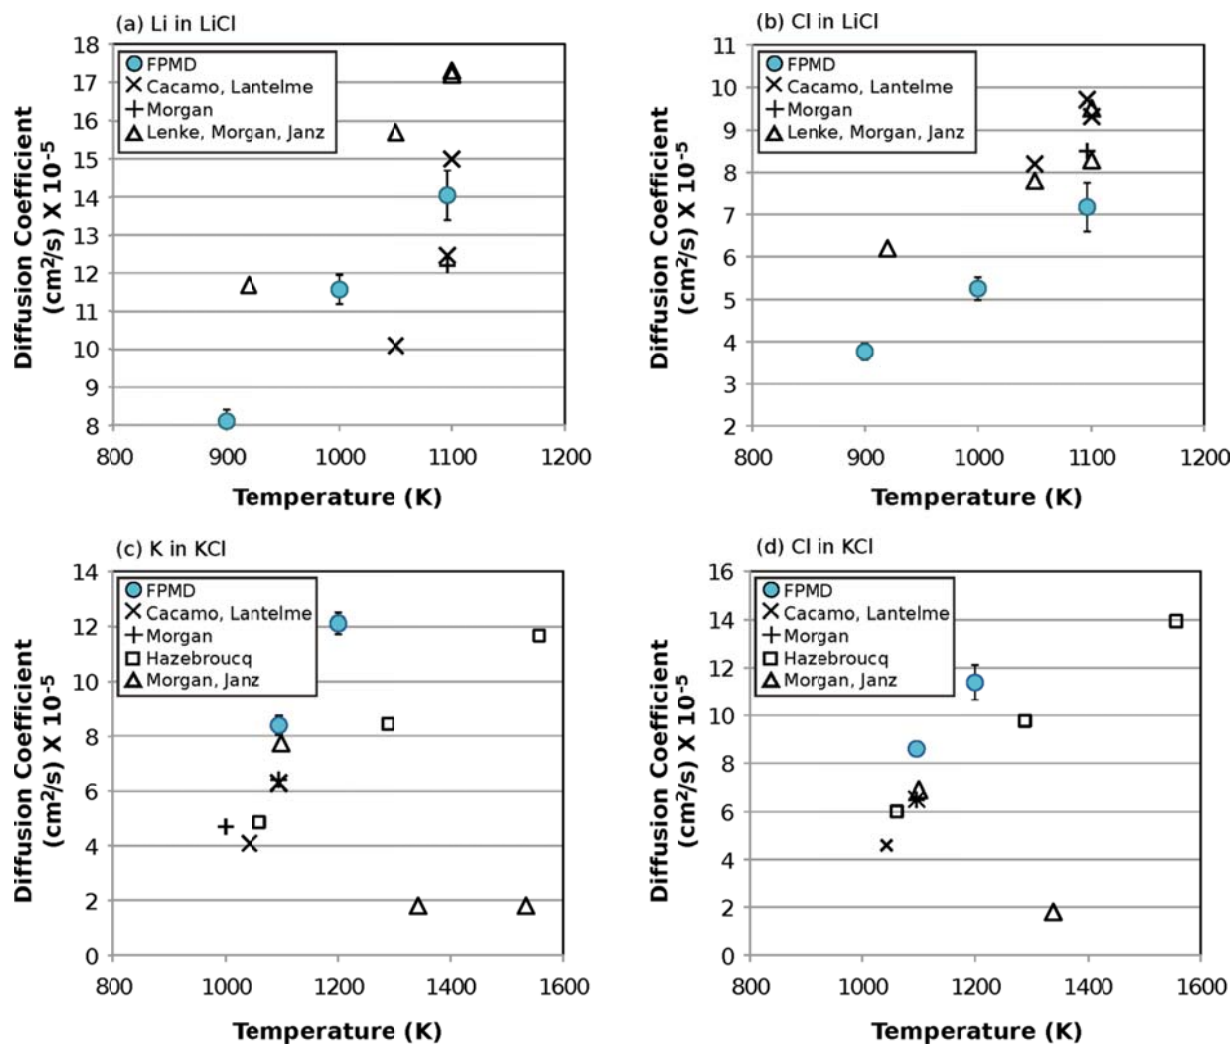 (a) Li in LiCl
Diffusion Coefficient
(cm²/s) X 10⁻⁵
18
17
16
15
14
13
12
11
10
9
8
FPMD
Cacamo, Lantelme
Morgan
Lenke, Morgan, Janz
800 900 1000 1100 1200
Temperature (K)
(b) Cl in LiCl
Diffusion Coefficient
(cm²/s) X 10⁻⁵
11
10
9
8
7
6
5
4
3
2
FPMD
Cacamo, Lantelme
Morgan
Lenke, Morgan, Janz
800 900 1000 1100 1200
Temperature (K)
(c) K in KCl
Diffusion Coefficient
(cm²/s) X 10⁻⁵
14
12
10
8
6
4
2
0
FPMD
Cacamo, Lantelme
Morgan
Hazebroucq
Morgan, Janz
800 1000 1200 1400 1600
Temperature (K)
(d) Cl in KCl
Diffusion Coefficient
(cm²/s) X 10⁻⁵
16
14
12
10
8
6
4
2
0
FPMD
Cacamo, Lantelme
Morgan
Hazebroucq
Morgan, Janz
800 1000 1200 1400 1600
Temperature (K)